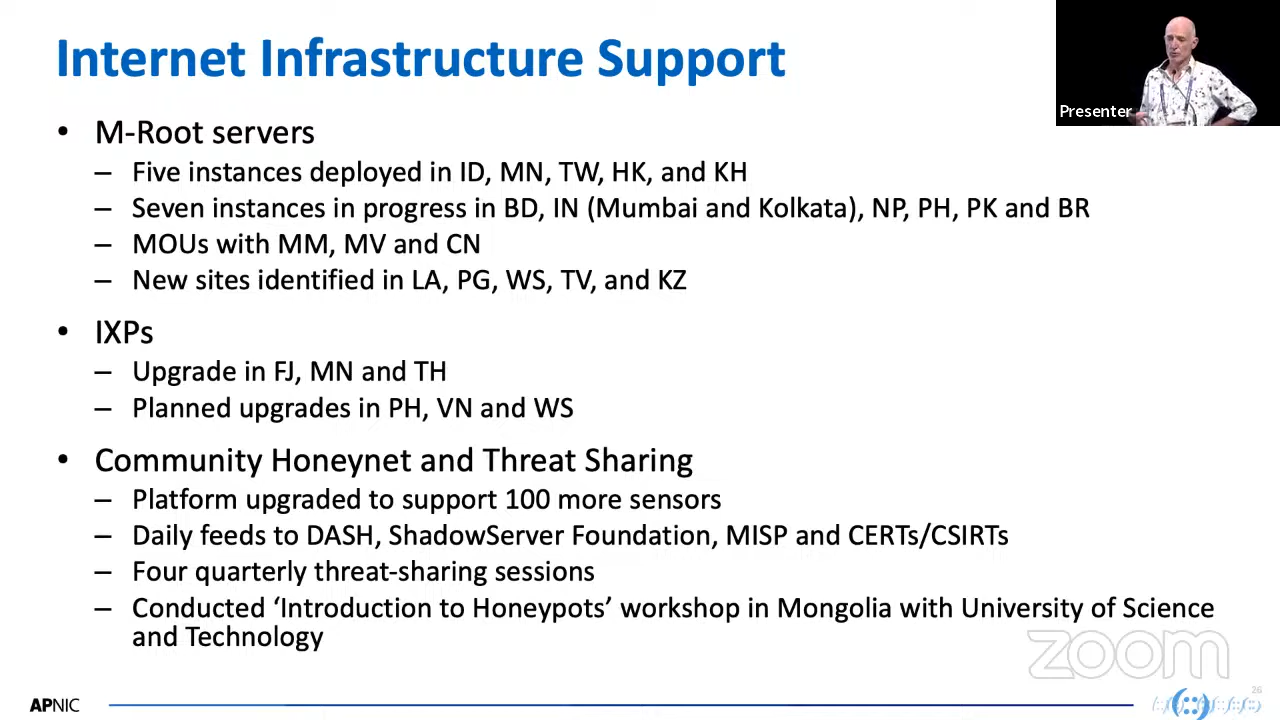 Internet Infrastructure Support
Presenter
• M-Root servers
– Five instances deployed in ID, MN, TW, HK, and KH
– Seven instances in progress in BD, IN (Mumbai and Kolkata), NP, PH, PK and BR
– MOUs with MM, MV and CN
– New sites identified in LA, PG, WS, TV, and KZ
• IXPs
– Upgrade in FJ, MN and TH
– Planned upgrades in PH, VN and WS
• Community Honeynet and Threat Sharing
– Platform upgraded to support 100 more sensors
– Daily feeds to DASH, ShadowServer Foundation, MISP and CERTs/CSIRTs
– Four quarterly threat-sharing sessions
– Conducted ‘Introduction to Honeypots’ workshop in Mongolia with University of Science
and Technology
zoom
26
APNIC